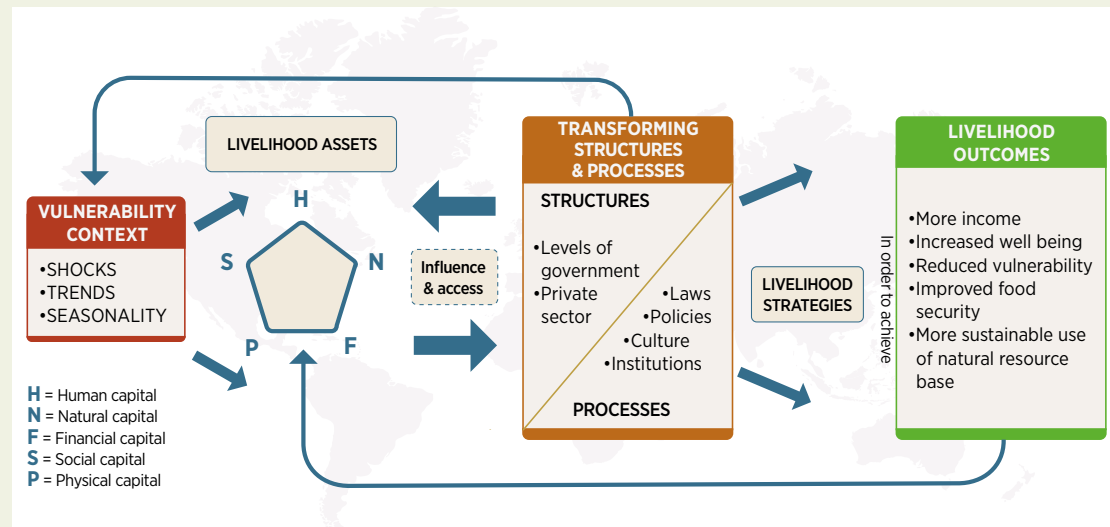 LIVELIHOOD ASSETS
VULNERABILITY
CONTEXT
•SHOCKS
•TRENDS
•SEASONALITY
H
S
N
P
F
H = Human capital
N = Natural capital
F = Financial capital
S = Social capital
P = Physical capital
Influence
& access
TRANSFORMING
STRUCTURES
& PROCESSES
STRUCTURES
•Levels of
government
•Private
sector
•Laws
•Policies
•Culture
•Institutions
PROCESSES
LIVELIHOOD
STRATEGIES
In order to achieve
LIVELIHOOD
OUTCOMES
•More income
•Increased well being
•Reduced vulnerability
•Improved food
security
•More sustainable use
of natural resource
base